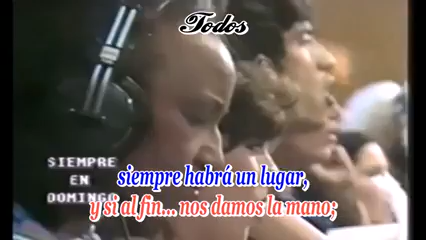 Todos
SIEMPRE
EN
DOMINGO
siempre habrá un lugar,
y si al fin... nos damos la mano;